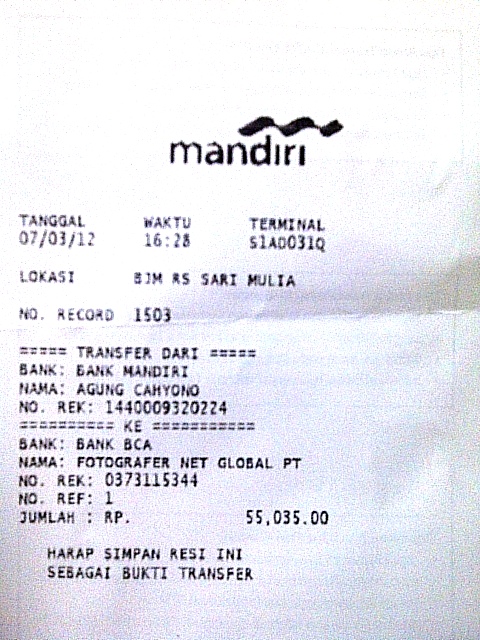 mandiri
TANGGAL WAKTU TERMINAL
07/03/12 16:28 S1AD031Q
LOKASI BJM RS SARI MULIA
NO. RECORD 1503
===== TRANSFER DARI =====
BANK: BANK MANDIRI
NAMA: AGUNG CAHYONO
NO. REK: 1440009320224
========== KE ============
BANK: BANK BCA
NAMA: FOTOGRAFER NET GLOBAL PT
NO. REK: 0373115344
NO. REF: 1
JUMLAH : RP. 55,035.00
HARAP SIMPAN RESI INI
SEBAGAI BUKTI TRANSFER